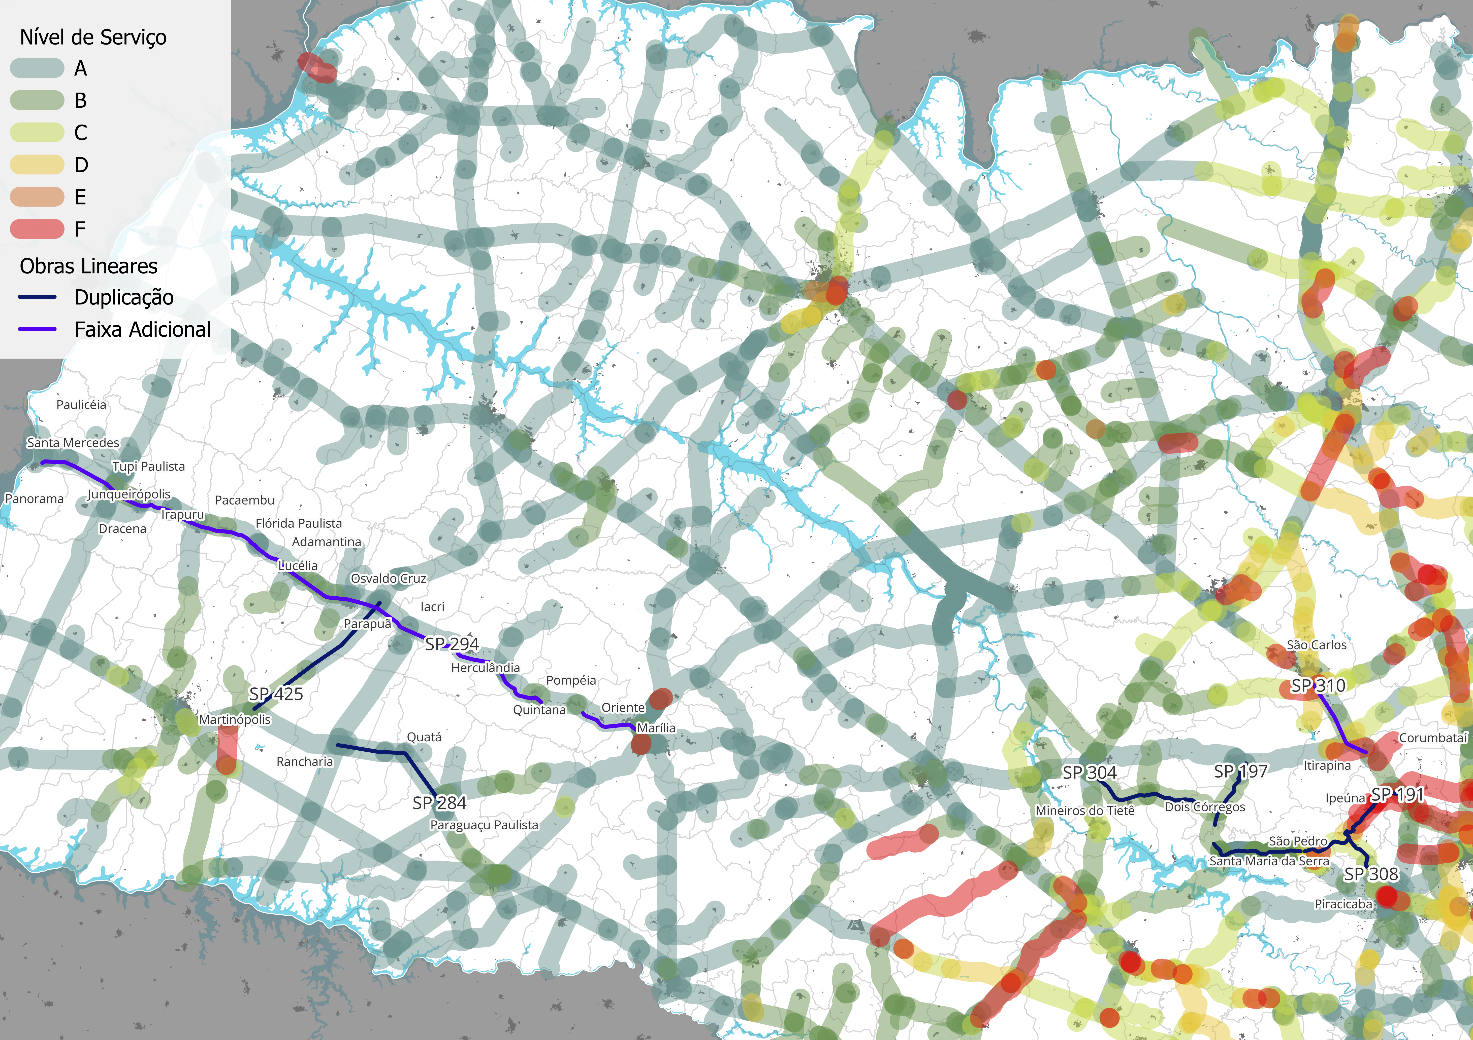 Nível de Serviço
A
B
C
D
E
F
Obras Lineares
Duplicação
Faixa Adicional
Paulicéia
Santa Mercedes
Tupi Paulista
Panorama
Junqueirópolis
Pacaembu
Irapuru
Dracena
Flórida Paulista
Adamantina
Lucélia
Osvaldo Cruz
Iacri
Parapuã
SP 294
Herculândia
Pompéia
SP 425
Quintana
Oriente
Martinópolis
Marília
Quatá
Rancharia
SP 284
Paraguaçu Paulista
São Carlos
SP 310
Corumbataí
Itirapina
SP 304
SP 197
Mineiros do Tietê
Dois Córregos
Ipeúna
SP 191
São Pedro
Santa Maria da Serra
SP 308
Piracicaba